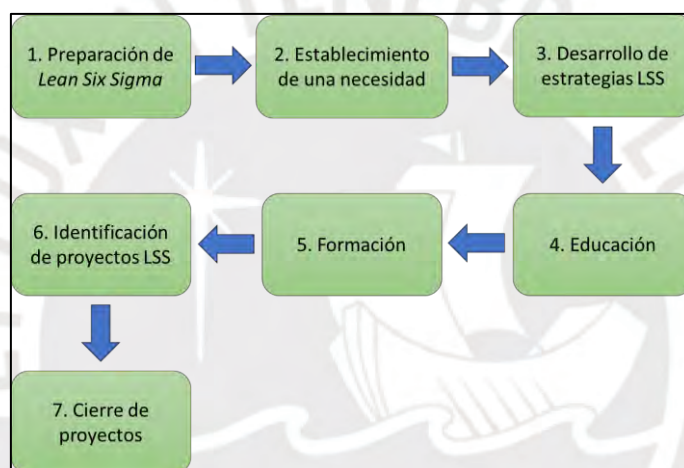 1. Preparación de
Lean Six Sigma
2. Establecimiento
de una necesidad
3. Desarrollo de
estrategias LSS
4. Educación
5. Formación
6. Identificación
de proyectos LSS
7. Cierre de
proyectos